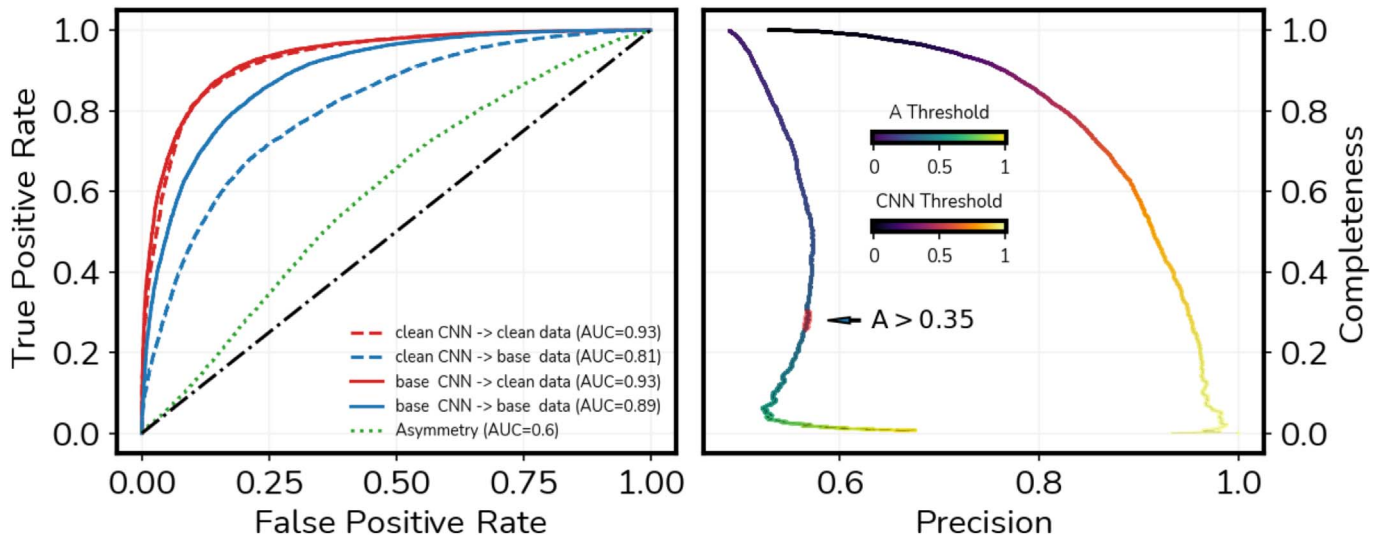 True Positive Rate
1.0
0.8
0.6
0.4
0.2
0.0
clean CNN -> clean data (AUC=0.93)
clean CNN -> base data (AUC=0.81)
base CNN -> clean data (AUC=0.93)
base CNN -> base data (AUC=0.89)
Asymmetry (AUC=0.6)
0.00 0.25 0.50 0.75 1.00
False Positive Rate
A Threshold
0 0.5 1
CNN Threshold
0 0.5 1
A > 0.35
1.0
0.8
0.6
0.4
0.2
0.0
Completeness
0.6 0.8 1.0
Precision